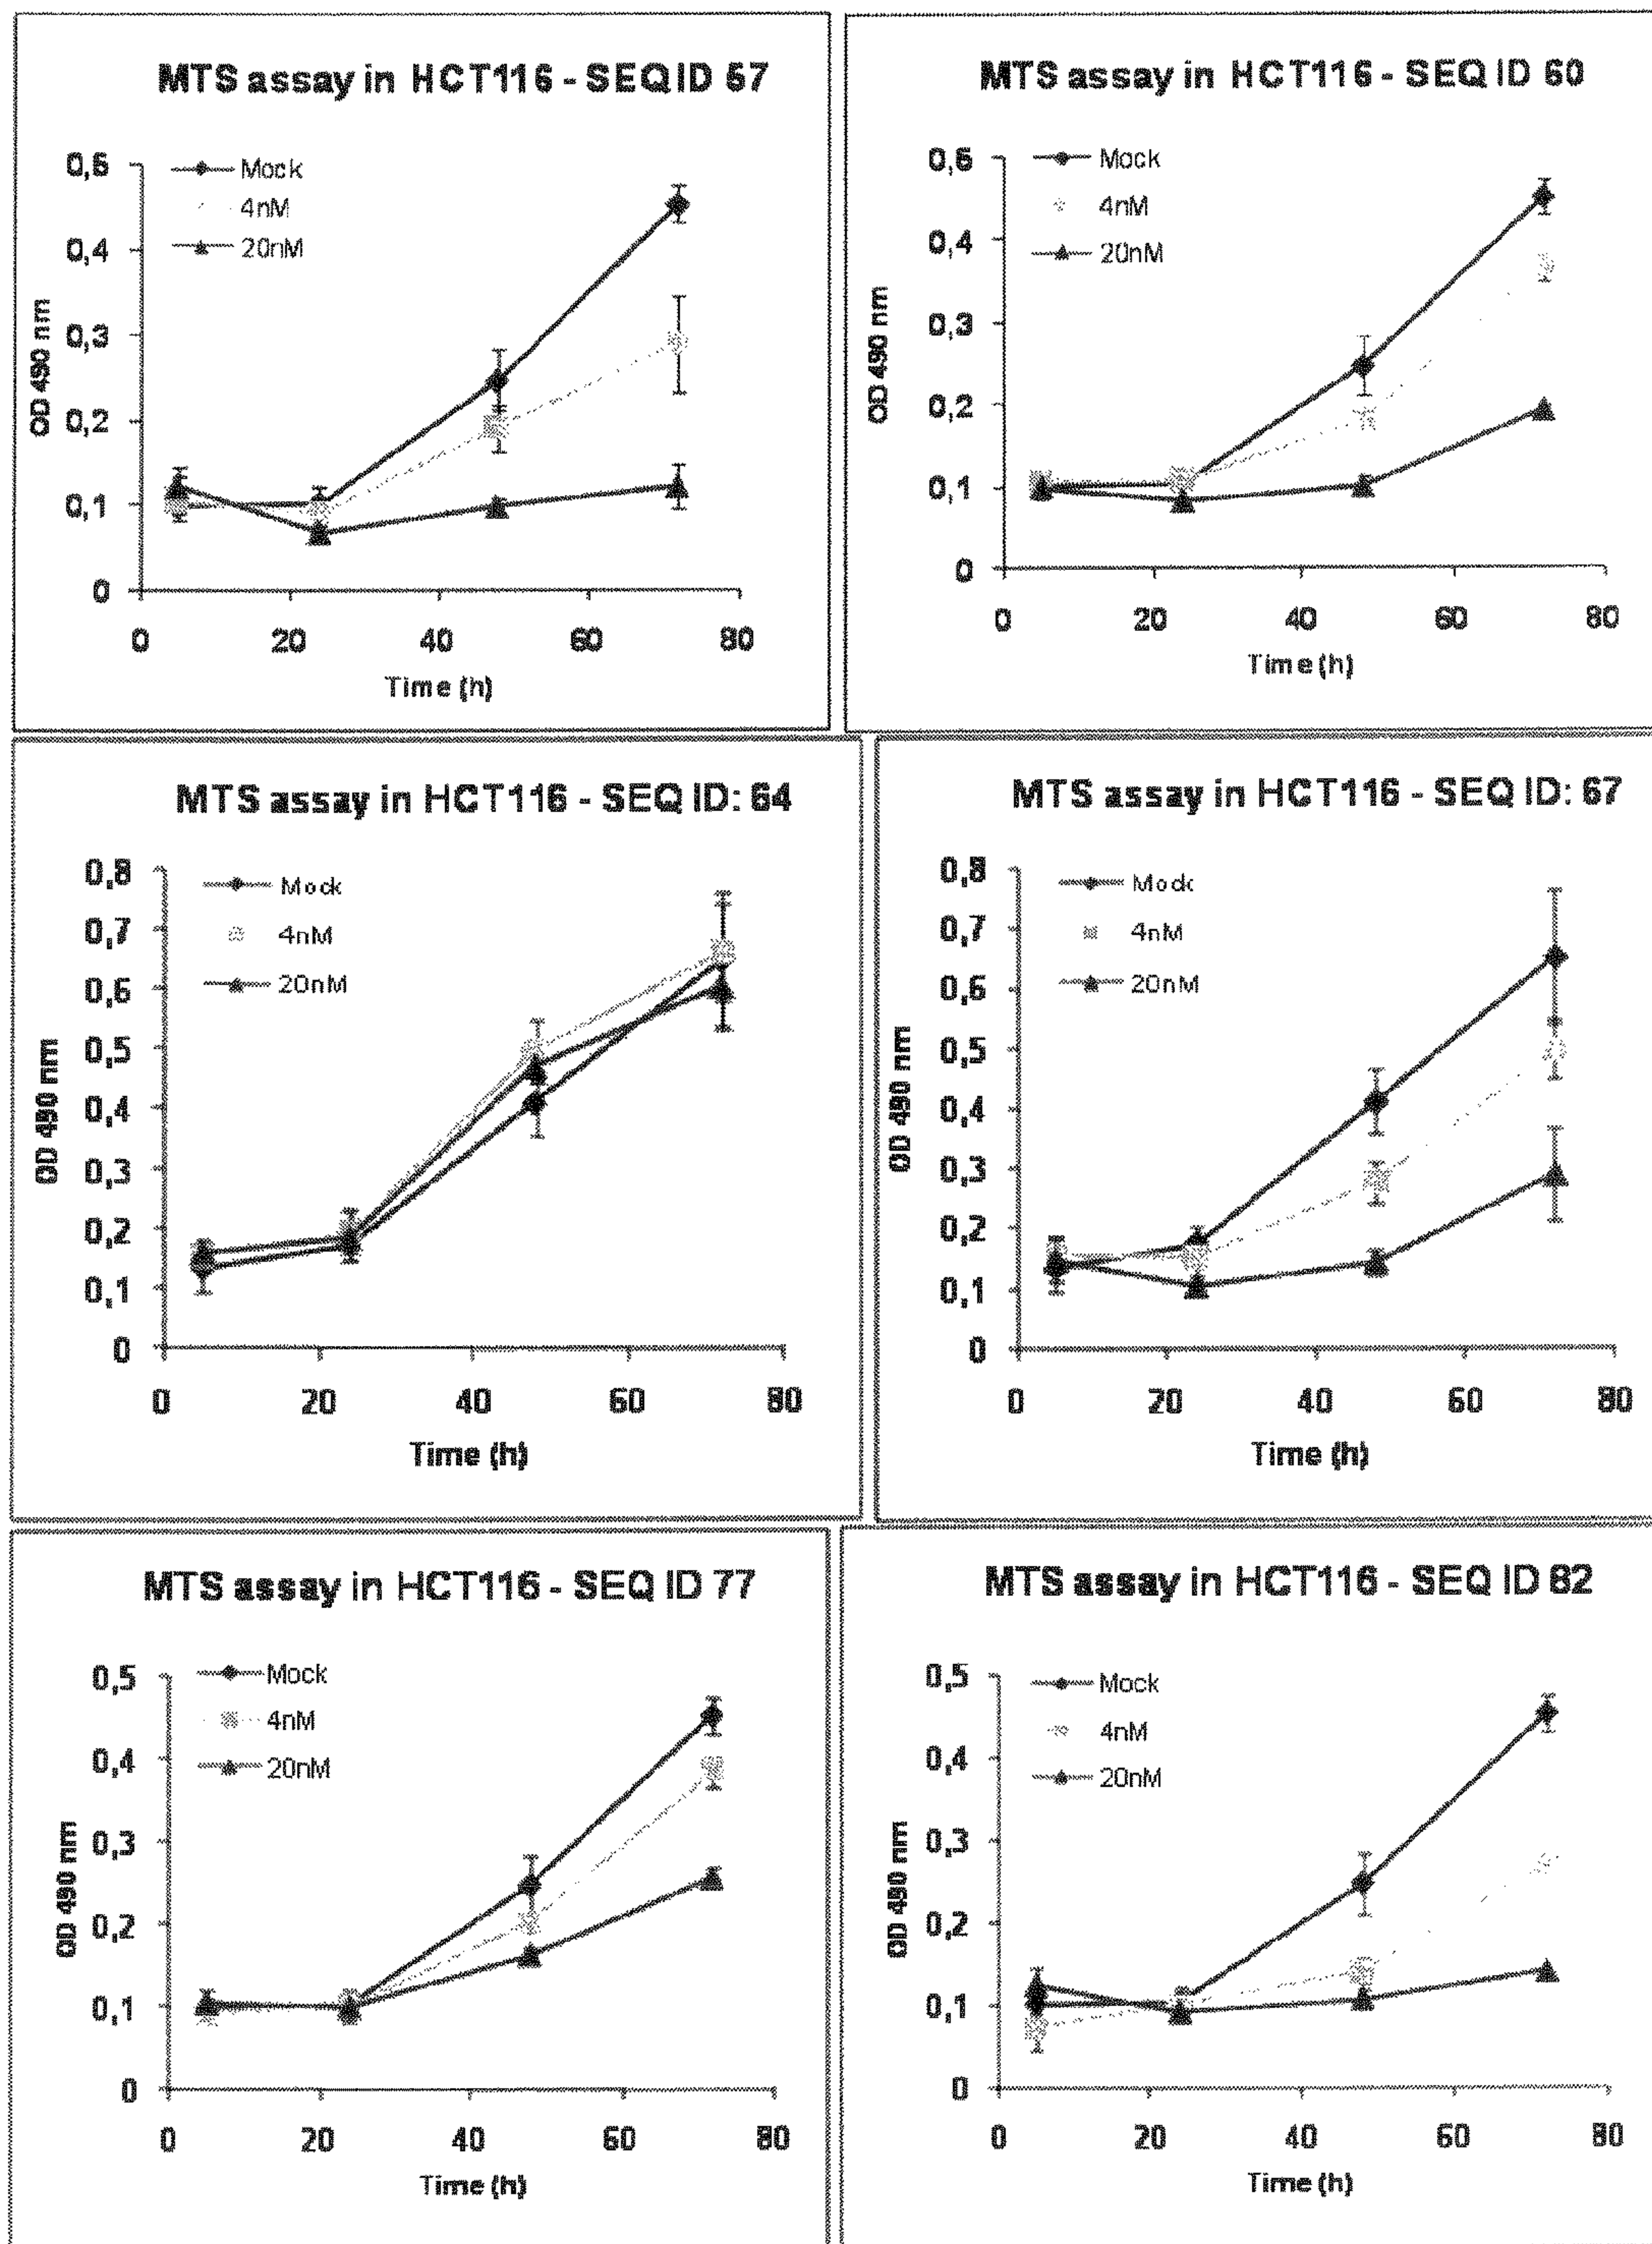 MTS assay in HCT116 - SEQ ID 57
0,5
0,4
0,3
0,2
0,1
0
Mock
4nM
20nM
OD 490 nm
0 20 40 60 80
Time (h)
MTS assay in HCT116 - SEQ ID 60
0,5
0,4
0,3
0,2
0,1
0
Mock
4nM
20nM
OD 490 nm
0 20 40 60 80
Time (h)
MTS assay in HCT116 - SEQ ID: 64
0,8
0,7
0,6
0,5
0,4
0,3
0,2
0,1
0
Mock
4nM
20nM
OD 490 nm
0 20 40 60 80
Time (h)
MTS assay in HCT116 - SEQ ID: 67
0,8
0,7
0,6
0,5
0,4
0,3
0,2
0,1
0
Mock
4nM
20nM
OD 490 nm
0 20 40 60 80
Time (h)
MTS assay in HCT116 - SEQ ID 77
0,5
0,4
0,3
0,2
0,1
0
Mock
4nM
20nM
OD 490 nm
0 20 40 60 80
Time (h)
MTS assay in HCT116 - SEQ ID 82
0,5
0,4
0,3
0,2
0,1
0
Mock
4nM
20nM
OD 490 nm
0 20 40 60 80
Time (h)